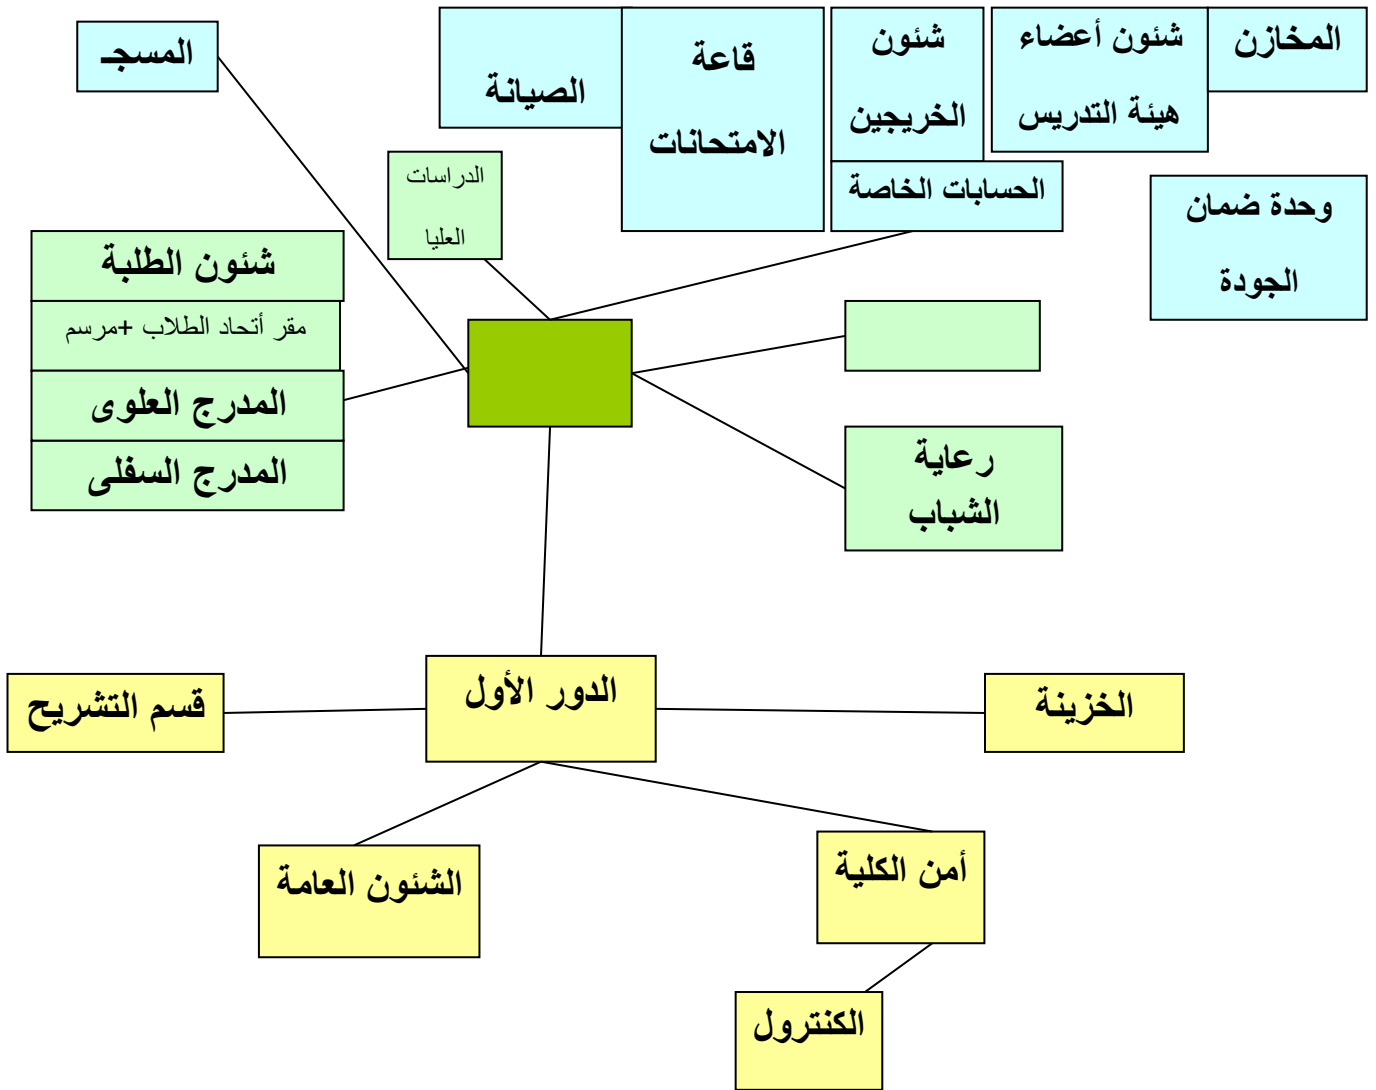 المخازن
شئون أعضاء
هيئة التدريس
شئون
الخريجين
قاعة
الامتحانات
الصيانة
المسجـ
الحسابات الخاصة
وحدة ضمان
الجودة
الدراسات
العليا
شئون الطلبة
مقر أتحاد الطلاب +مرسم
المدرج العلوى
المدرج السفلى
رعاية
الشباب
الدور الأول
الخزينة
قسم التشريح
أمن الكلية
الشئون العامة
الكنترول